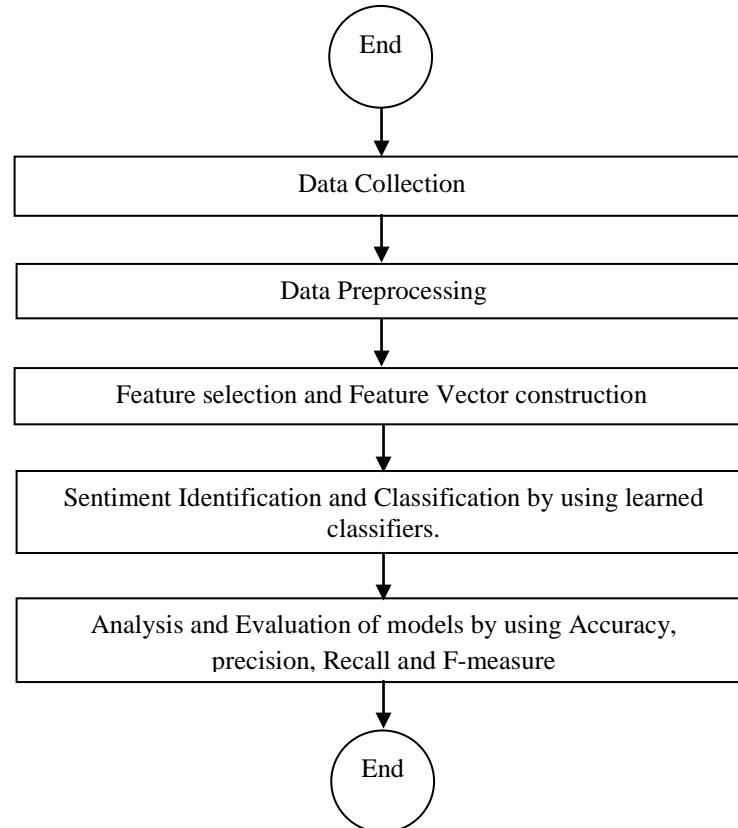 End
Data Collection
Data Preprocessing
Feature selection and Feature Vector construction
Sentiment Identification and Classification by using learned
classifiers.
Analysis and Evaluation of models by using Accuracy,
precision, Recall and F-measure
End